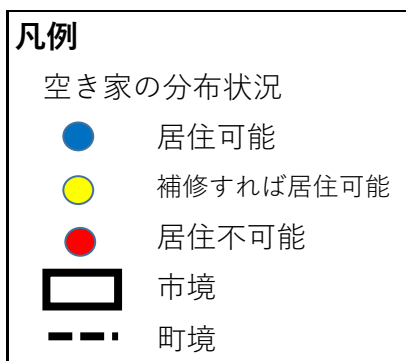 凡例
空き家の分布状況
居住可能
補修すれば居住可能
居住不可能
市境
町境